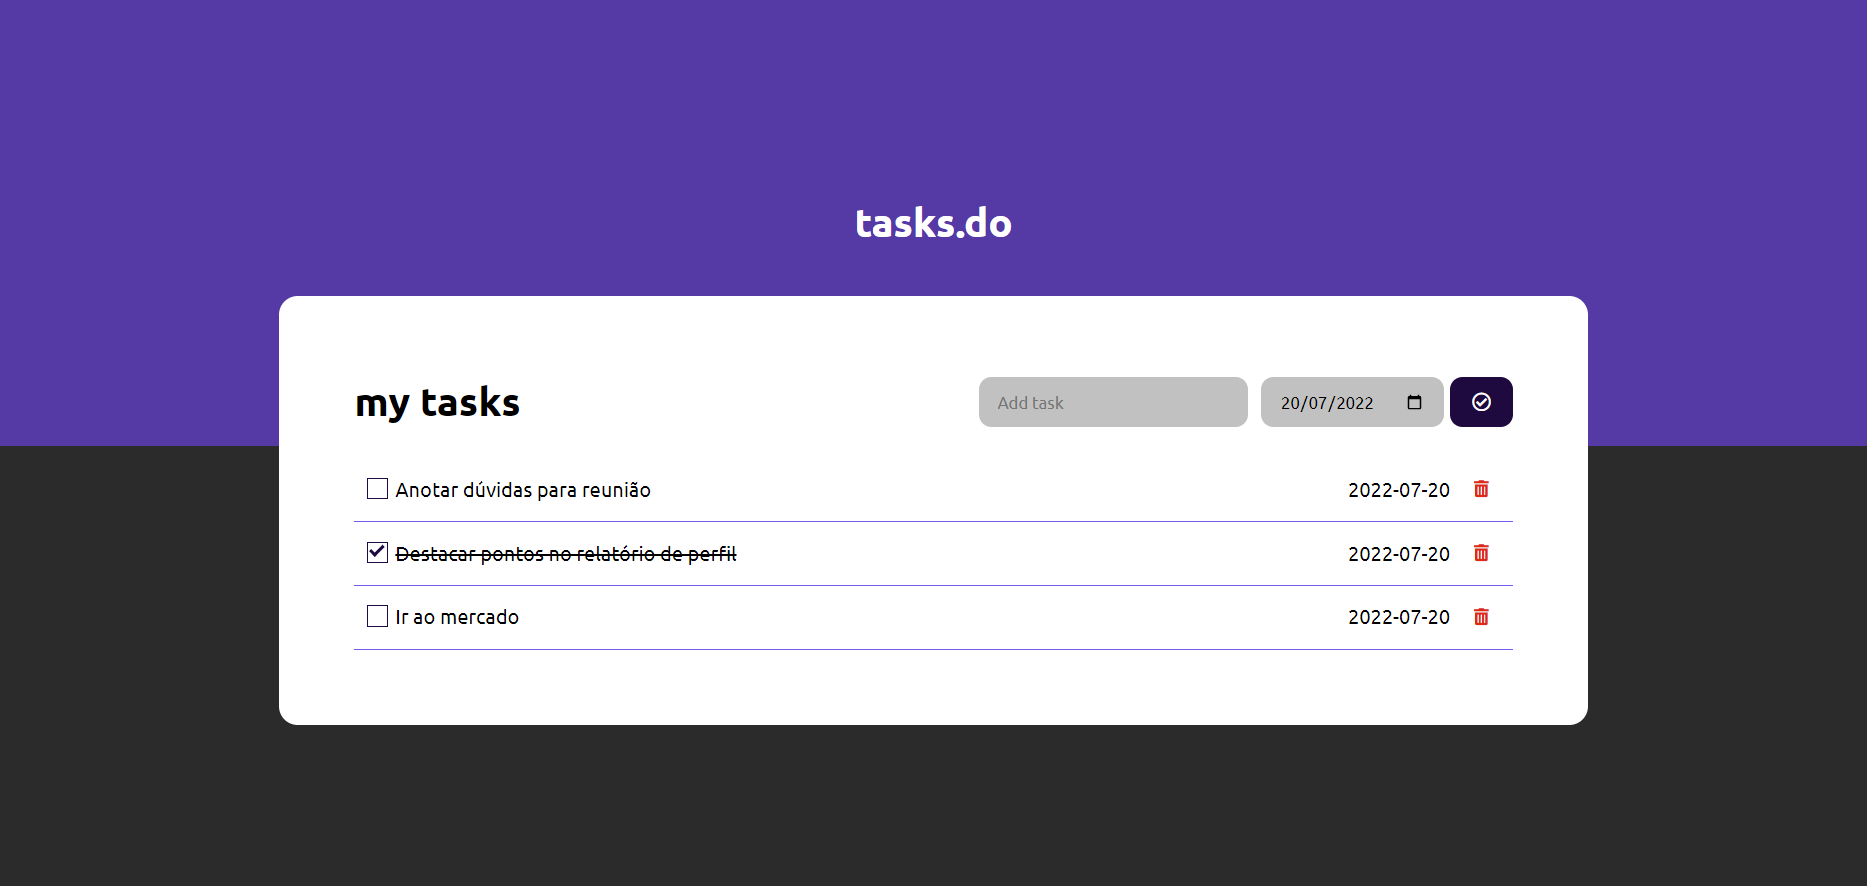 tasks.do
my tasks
Add task
20/07/2022
Anotar dúvidas para reunião 2022-07-20
Destacar pontos no relatório de perfil 2022-07-20
Ir ao mercado 2022-07-20